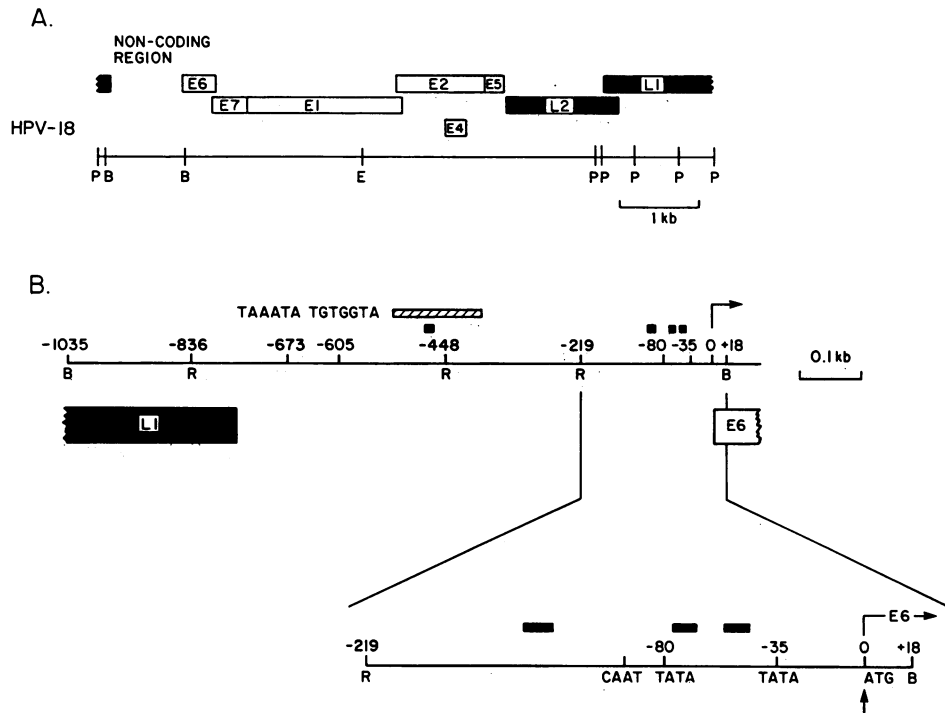 A.
NON-CODING
REGION
E6 E2 E5 L1
E7 E1 L2
HPV-18 E4
P B B E P P P P P
1 kb
B.
TAAATA TGTGGTA
-1035 -836 -673 -605 -448 -219 -80 -35 0 +18 0.1 kb
B R R R B
L1 E6
E6
-219 -80 -35 0 +18
R CAAT TATA TATA ATG B